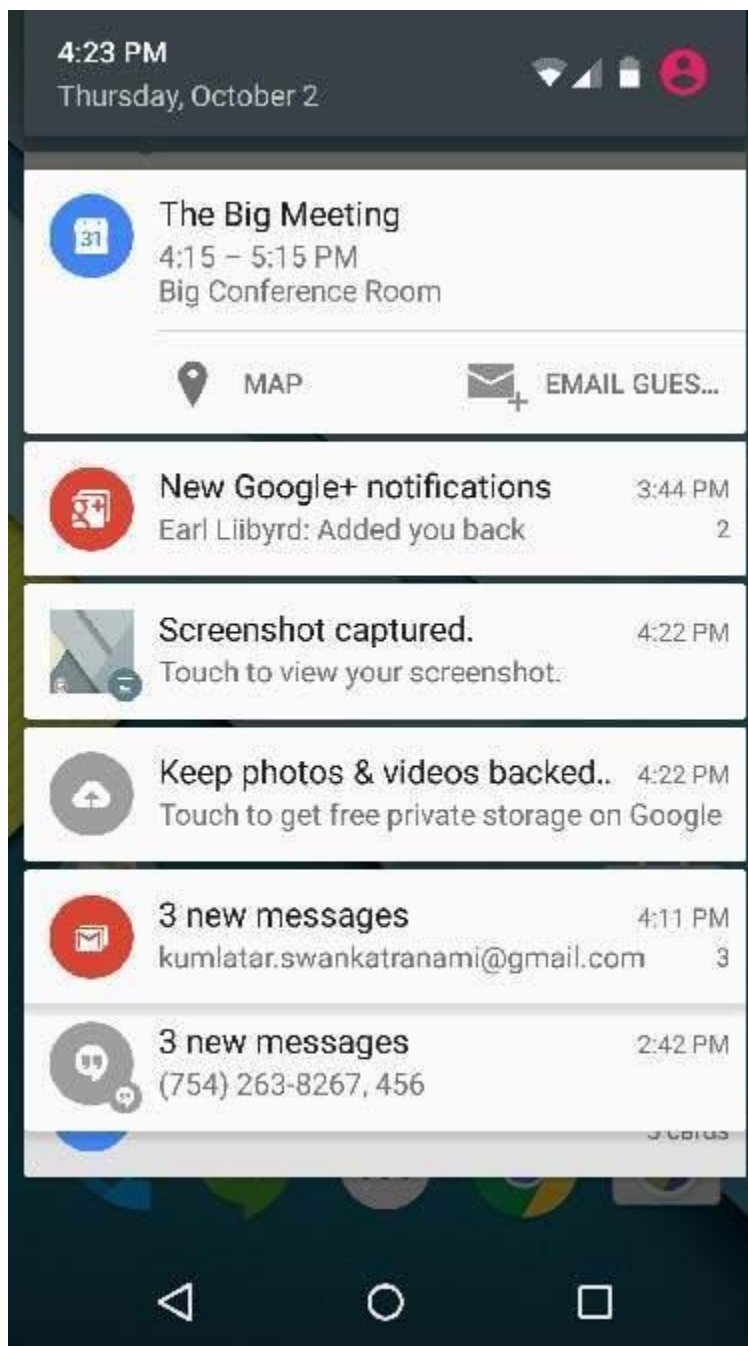 4:23 PM
Thursday, October 2
31
The Big Meeting
4:15 – 5:15 PM
Big Conference Room
MAP
EMAIL GUES...
New Google+ notifications 3:44 PM
Earl Liibyrd: Added you back 2
Screenshot captured. 4:22 PM
Touch to view your screenshot.
Keep photos & videos backed.. 4:22 PM
Touch to get free private storage on Google
3 new messages 4:11 PM
kumlatar.swankatranami@gmail.com 3
3 new messages 2:42 PM
(754) 263-8267, 456
cards